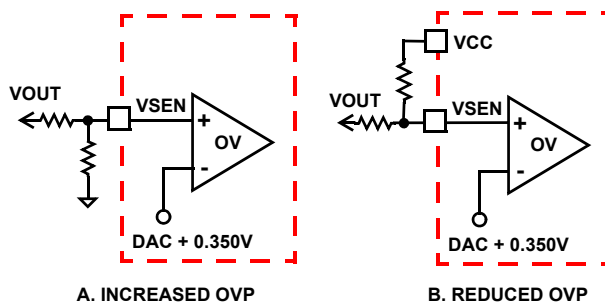 VOUT
VSEN
+
-
OV
DAC + 0.350V
A. INCREASED OVP
VCC
VOUT
VSEN
+
-
OV
DAC + 0.350V
B. REDUCED OVP